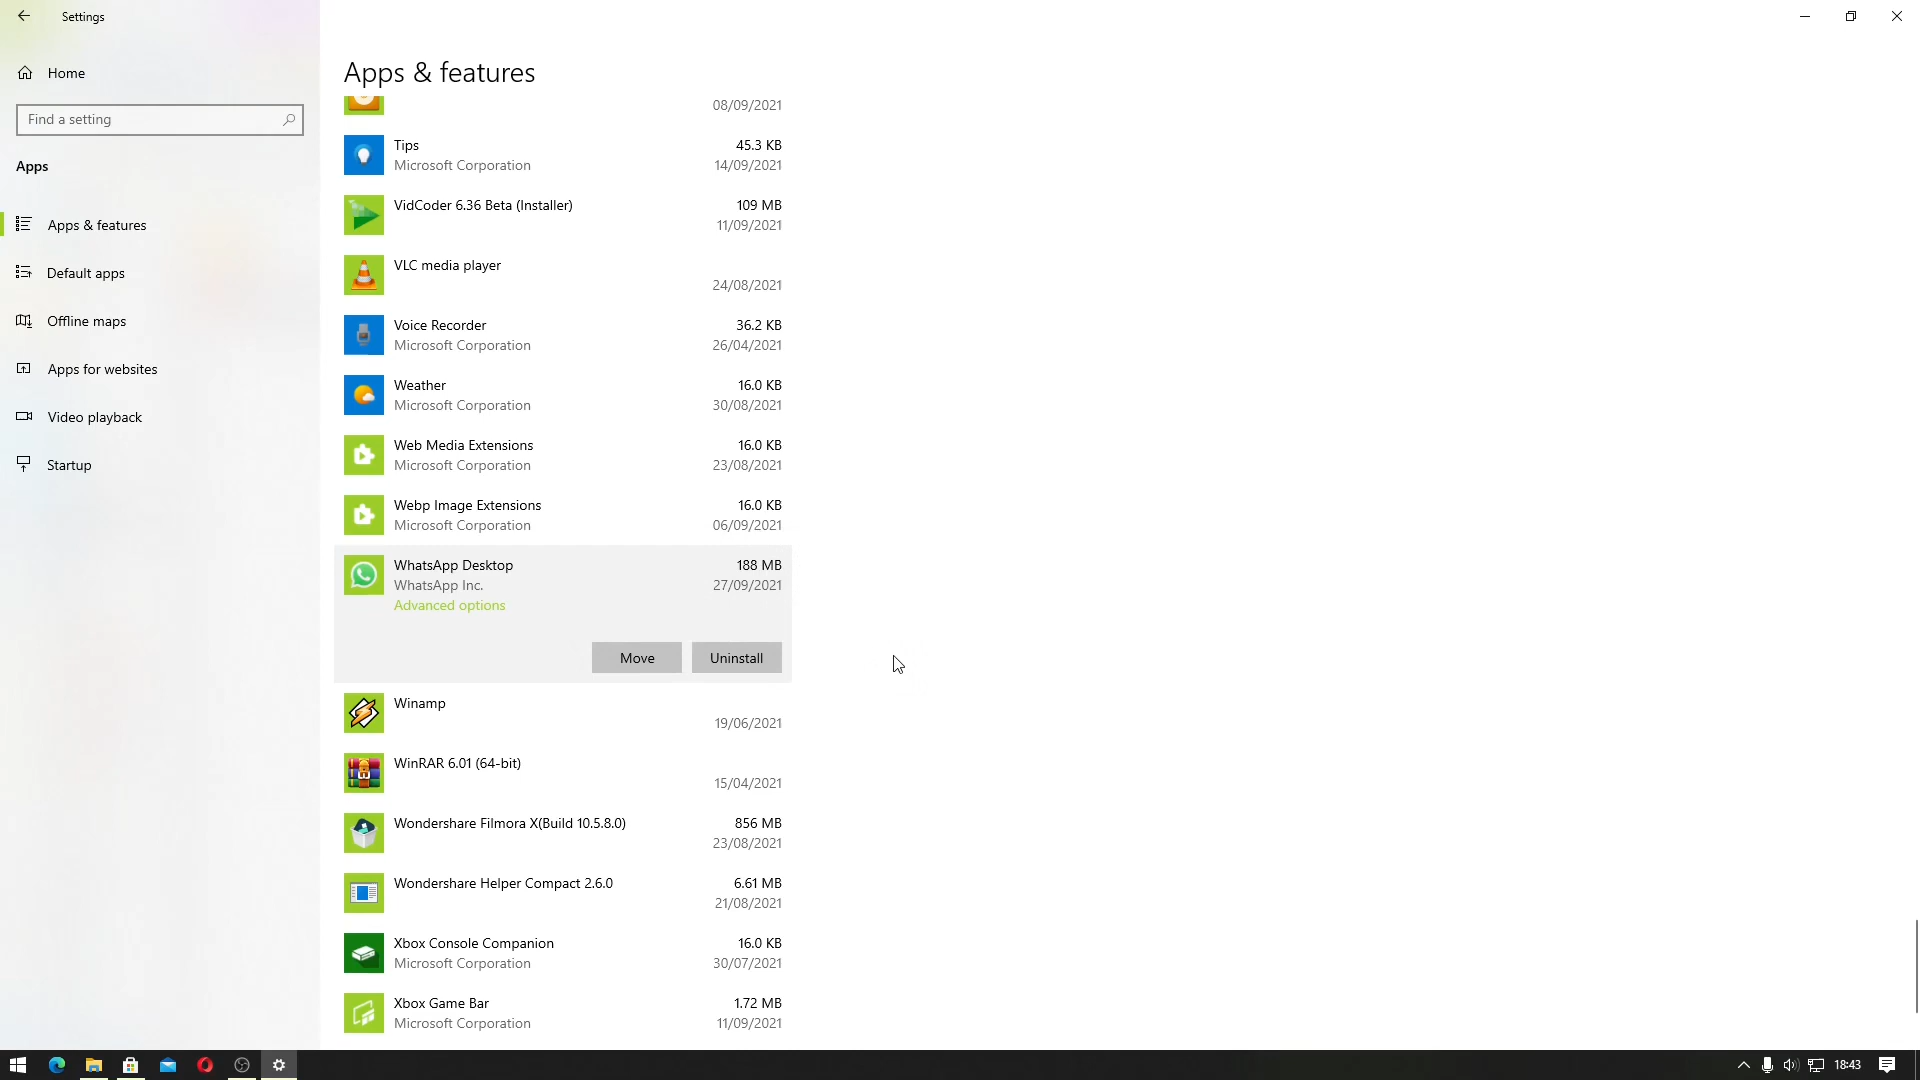 Settings
Home
Find a setting
Apps
Apps & features
Default apps
Offline maps
Apps for websites
Video playback
Startup
Apps & features
08/09/2021
Tips 45.3 KB
Microsoft Corporation 14/09/2021
VidCoder 6.36 Beta (Installer) 109 MB
11/09/2021
VLC media player
24/08/2021
Voice Recorder 36.2 KB
Microsoft Corporation 26/04/2021
Weather 16.0 KB
Microsoft Corporation 30/08/2021
Web Media Extensions 16.0 KB
Microsoft Corporation 23/08/2021
Webp Image Extensions 16.0 KB
Microsoft Corporation 06/09/2021
WhatsApp Desktop 188 MB
WhatsApp Inc. 27/09/2021
Advanced options
Move Uninstall
Winamp
19/06/2021
WinRAR 6.01 (64-bit)
15/04/2021
Wondershare Filmora X(Build 10.5.8.0) 856 MB
23/08/2021
Wondershare Helper Compact 2.6.0 6.61 MB
21/08/2021
Xbox Console Companion 16.0 KB
Microsoft Corporation 30/07/2021
Xbox Game Bar 1.72 MB
Microsoft Corporation 11/09/2021
18:43